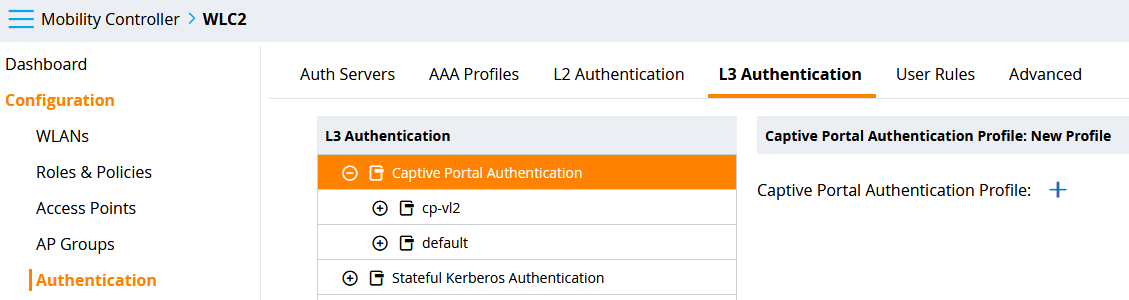 Mobility Controller > WLC2
Dashboard
Configuration
WLANs
Roles & Policies
Access Points
AP Groups
Authentication
Auth Servers AAA Profiles L2 Authentication L3 Authentication User Rules Advanced
L3 Authentication
Captive Portal Authentication
cp-vl2
default
Stateful Kerberos Authentication
Captive Portal Authentication Profile: New Profile
Captive Portal Authentication Profile: